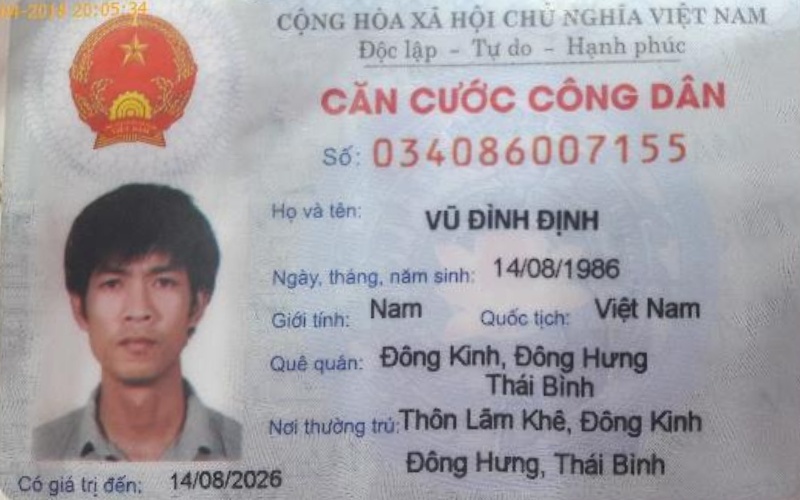 04-2018 20:05:34
CỘNG HÒA XÃ HỘI CHỦ NGHĨA VIỆT NAM
Độc lập - Tự do - Hạnh phúc
CĂN CƯỚC CÔNG DÂN
Số: 034086007155
Họ và tên: VŨ ĐÌNH ĐỊNH
Ngày, tháng, năm sinh: 14/08/1986
Giới tính: Nam Quốc tịch: Việt Nam
Quê quán: Đông Kinh, Đông Hưng
Thái Bình
Nơi thường trú: Thôn Lãm Khê, Đông Kinh
Đông Hưng, Thái Bình
Có giá trị đến: 14/08/2026